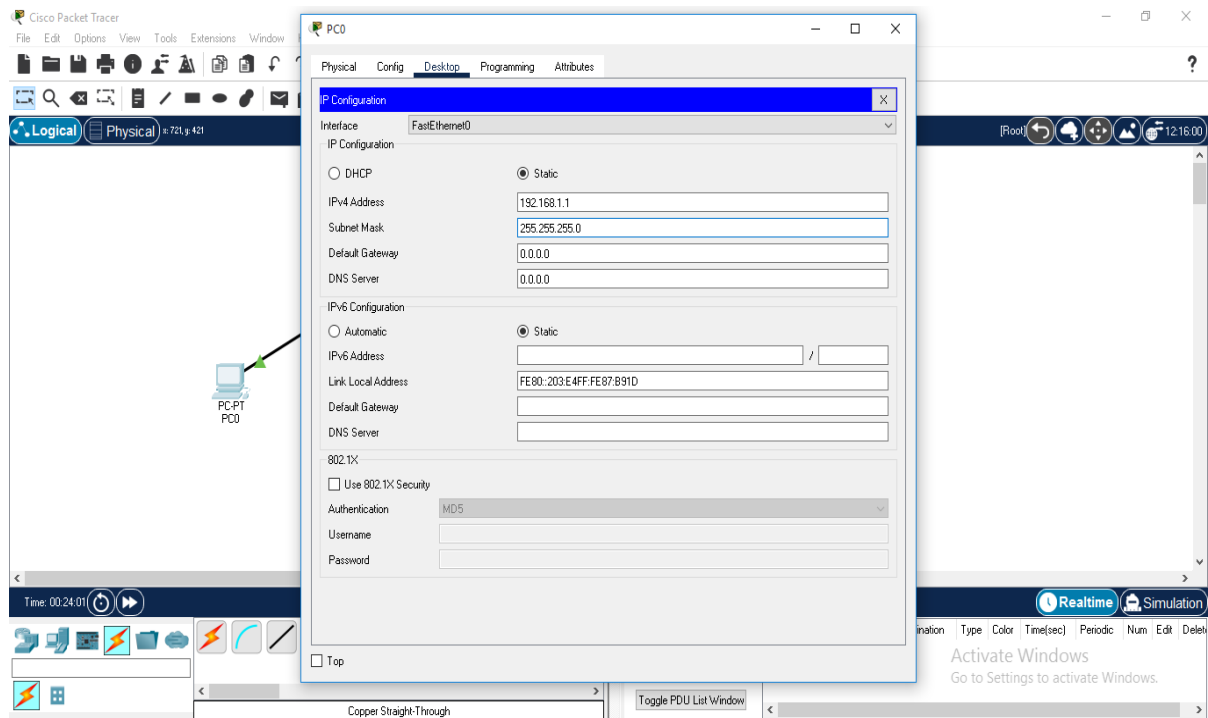 Cisco Packet Tracer
File Edit Options View Tools Extensions Window
PC0
Physical Config Desktop Programming Attributes
IP Configuration
X
Interface FastEthernet0
IP Configuration
DHCP Static
IPv4 Address 192.168.1.1
Subnet Mask 255.255.255.0
Default Gateway 0.0.0.0
DNS Server 0.0.0.0
IPv6 Configuration
Automatic Static
IPv6 Address /
Link Local Address FE80::203:E4FF:FE87:B91D
Default Gateway
DNS Server
802.1X
Use 802.1X Security
Authentication MD5
Username
Password
Top
Logical Physical x: 721, y: 421
[Root] 12:16:00
PC-PT
PC0
Time: 00:24:01
Realtime Simulation
Type Color Time(sec) Periodic Num Edit
Activate Windows
Go to Settings to activate Windows.
Toggle PDU List Window
Copper Straight-Through
?